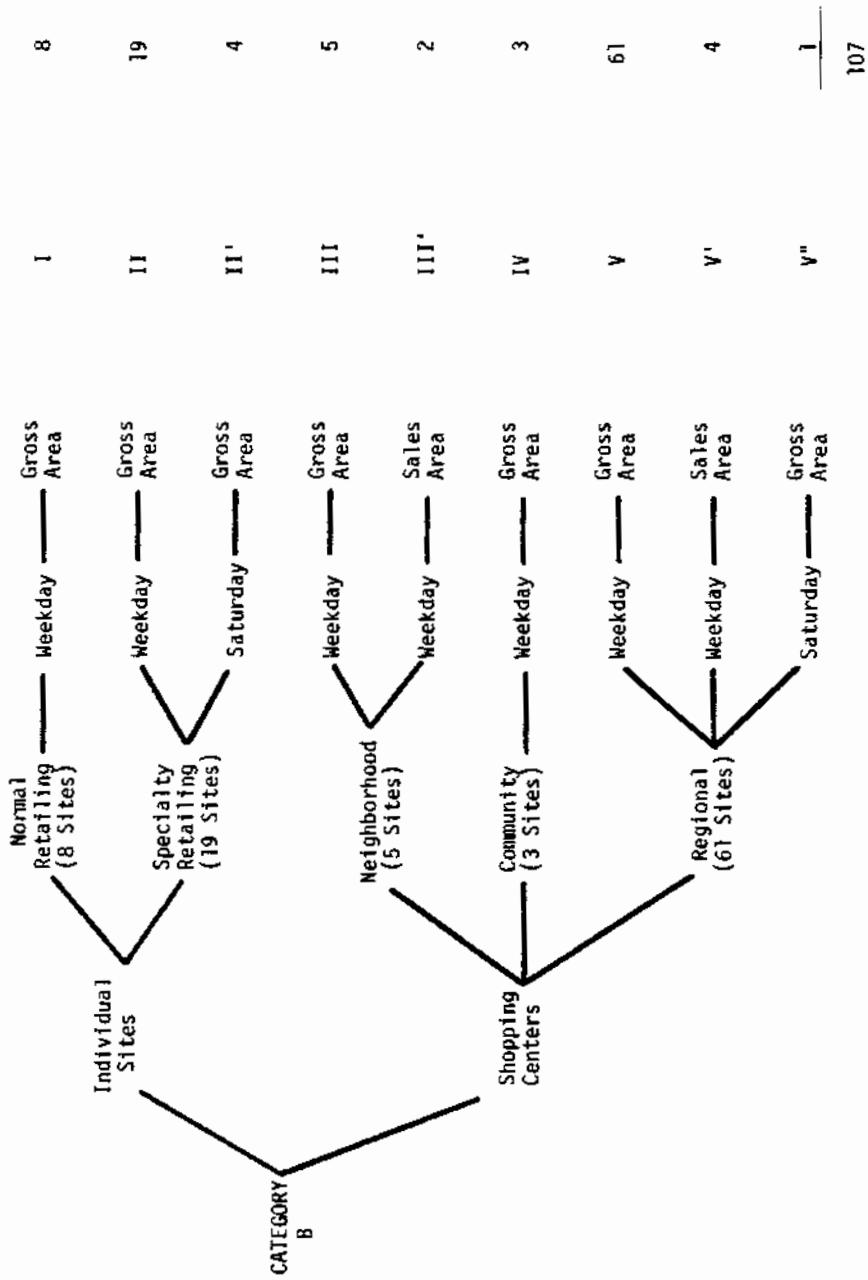 CATEGORY
B
Individual
Sites
Shopping
Centers
Normal
Retailing
(8 Sites)
Specialty
Retailing
(19 Sites)
Neighborhood
(5 Sites)
Community
(3 Sites)
Regional
(61 Sites)
Weekday
Gross
Area
I
8
Weekday
Gross
Area
II
19
Saturday
Gross
Area
II'
4
Weekday
Gross
Area
III
5
Weekday
Sales
Area
III'
2
Weekday
Gross
Area
IV
3
Weekday
Gross
Area
V
61
Weekday
Sales
Area
V'
4
Saturday
Gross
Area
V"
1
107